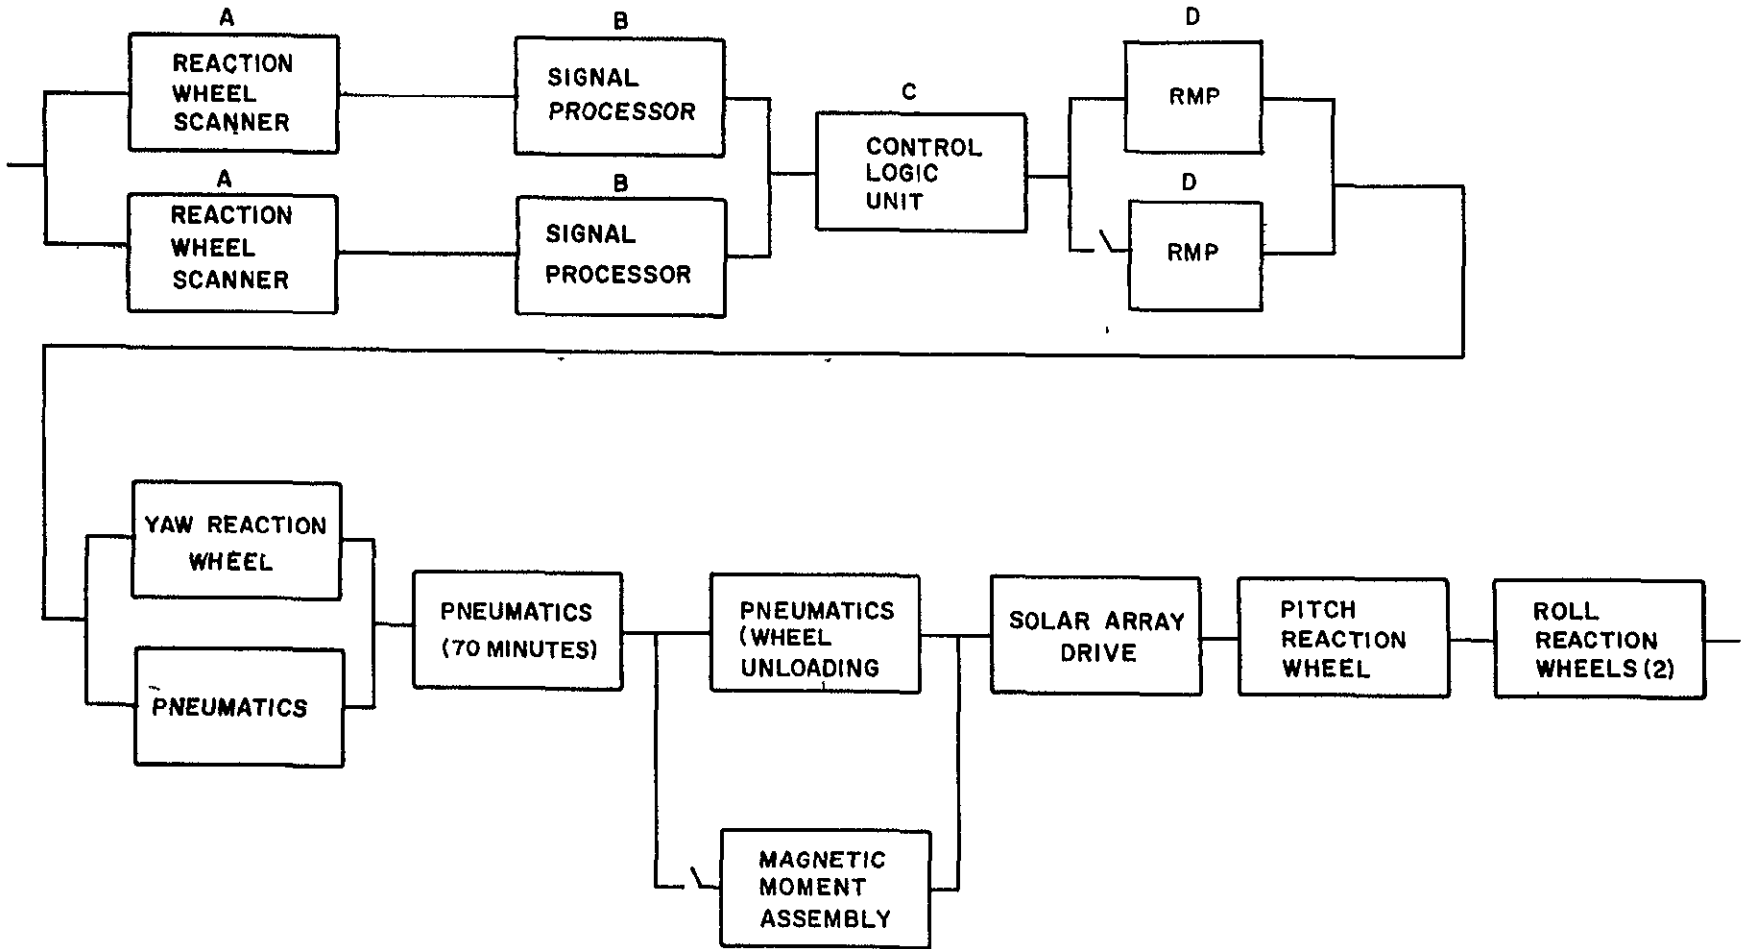 A
REACTION
WHEEL
SCANNER
B
SIGNAL
PROCESSOR
C
CONTROL
LOGIC
UNIT
D
RMP
A
REACTION
WHEEL
SCANNER
B
SIGNAL
PROCESSOR
D
RMP
YAW REACTION
WHEEL
PNEUMATICS
PNEUMATICS
(70 MINUTES)
PNEUMATICS
(WHEEL
UNLOADING
MAGNETIC
MOMENT
ASSEMBLY
SOLAR ARRAY
DRIVE
PITCH
REACTION
WHEEL
ROLL
REACTION
WHEELS (2)